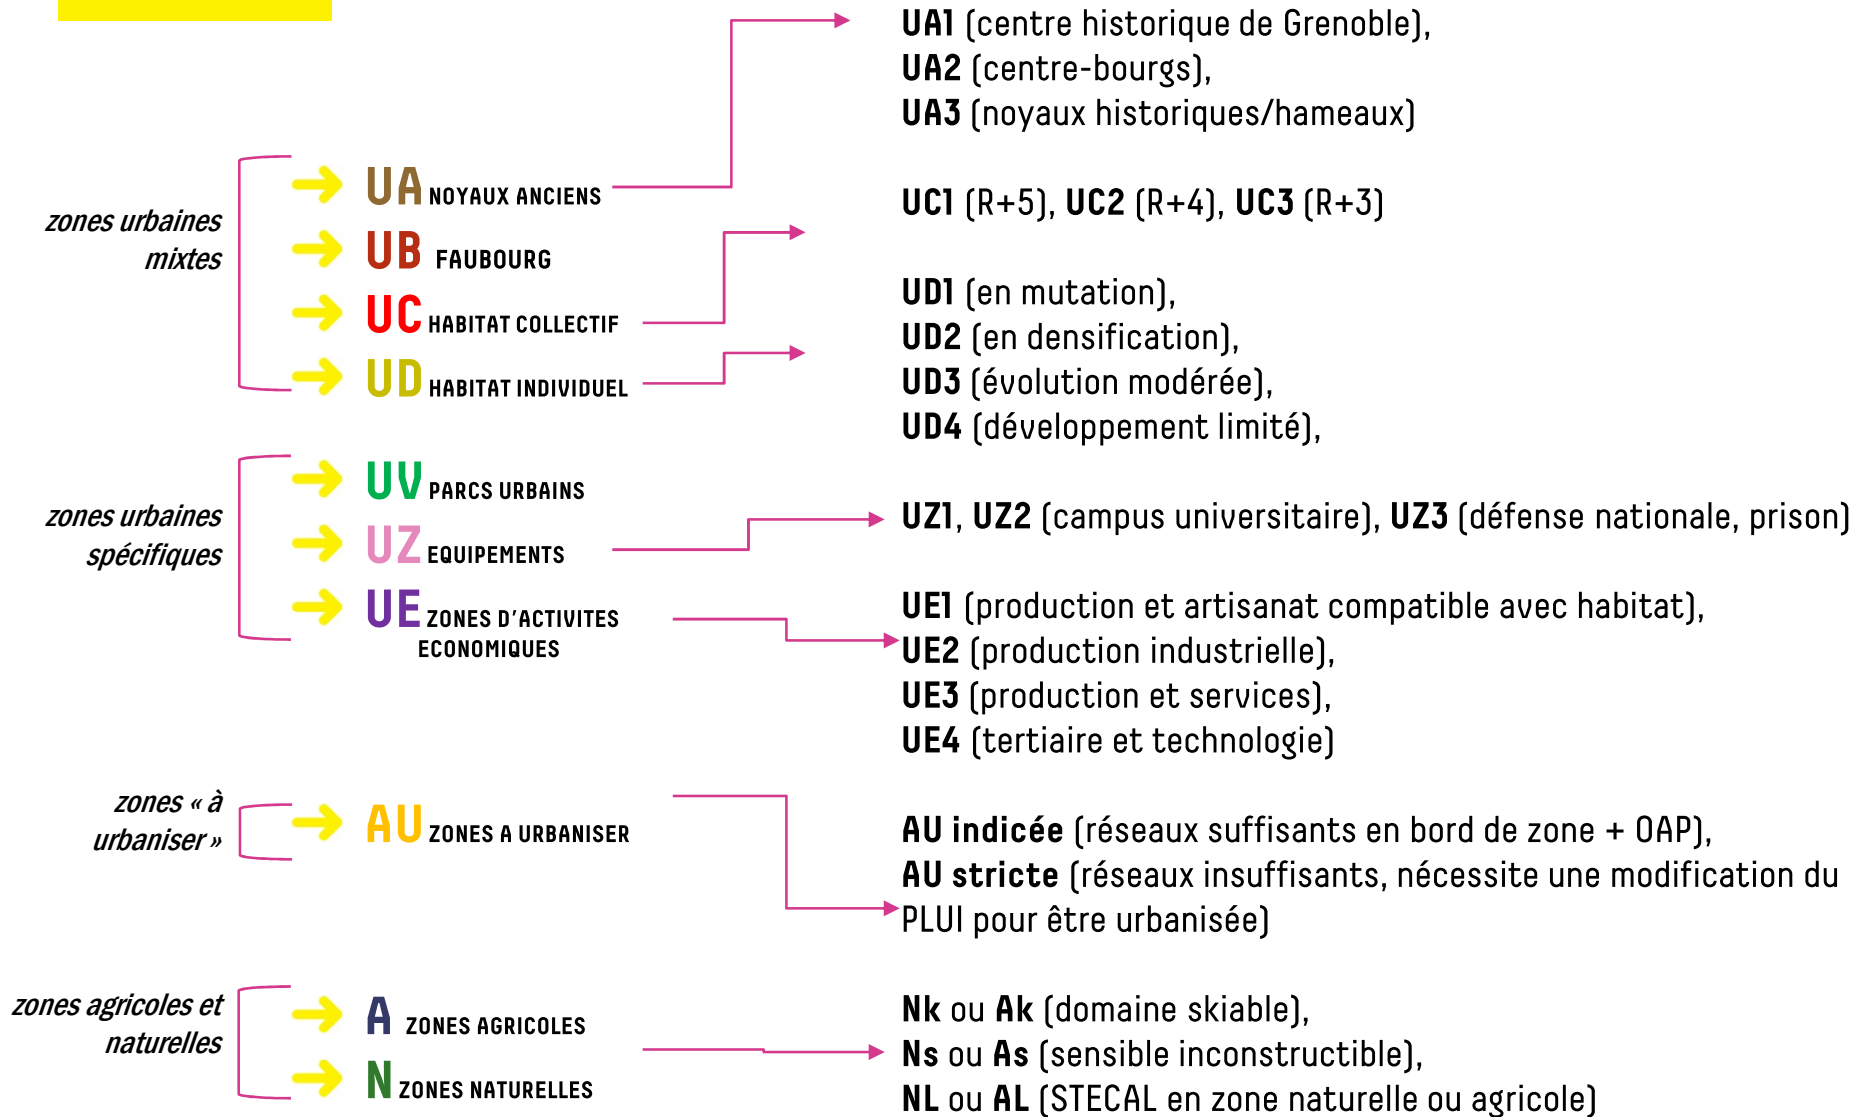 UA1 (centre historique de Grenoble),
UA2 (centre-bourgs),
UA3 (noyaux historiques/hameaux)
zones urbaines
mixtes
UA NOYAUX ANCIENS
UB FAUBOURG
UC HABITAT COLLECTIF
UD HABITAT INDIVIDUEL
UC1 (R+5), UC2 (R+4), UC3 (R+3)
UD1 (en mutation),
UD2 (en densification),
UD3 (évolution modérée),
UD4 (développement limité),
zones urbaines
spécifiques
UV PARCS URBAINS
UZ EQUIPEMENTS
UE ZONES D'ACTIVITES
ECONOMIQUES
UZ1, UZ2 (campus universitaire), UZ3 (défense nationale, prison)
UE1 (production et artisanat compatible avec habitat),
UE2 (production industrielle),
UE3 (production et services),
UE4 (tertiaire et technologie)
zones « à
urbaniser »
AU ZONES A URBANISER
AU indicée (réseaux suffisants en bord de zone + OAP),
AU stricte (réseaux insuffisants, nécessite une modification du
PLUI pour être urbanisée)
zones agricoles et
naturelles
A ZONES AGRICOLES
N ZONES NATURELLES
Nk ou Ak (domaine skiable),
Ns ou As (sensible inconstructible),
NL ou AL (STECAL en zone naturelle ou agricole)